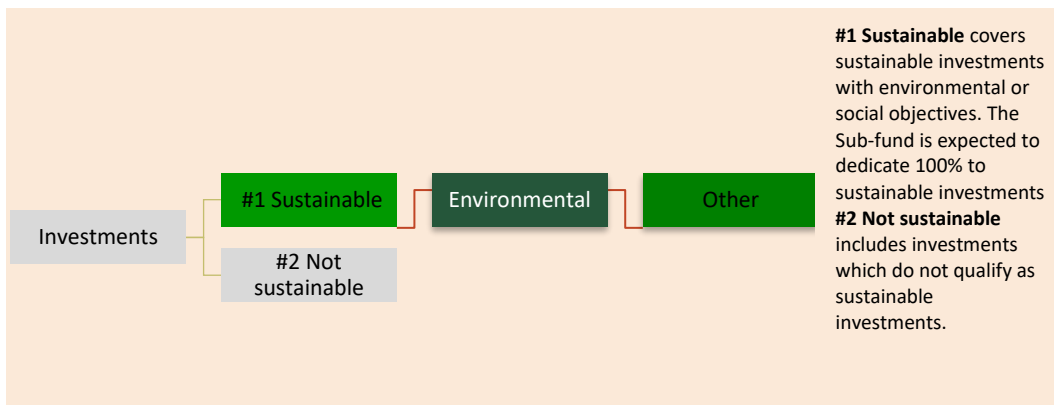 Investments
#1 Sustainable
#2 Not
sustainable
Environmental
Other
#1 Sustainable covers
sustainable investments
with environmental or
social objectives. The
Sub-fund is expected to
dedicate 100% to
sustainable investments
#2 Not sustainable
includes investments
which do not qualify as
sustainable
investments.